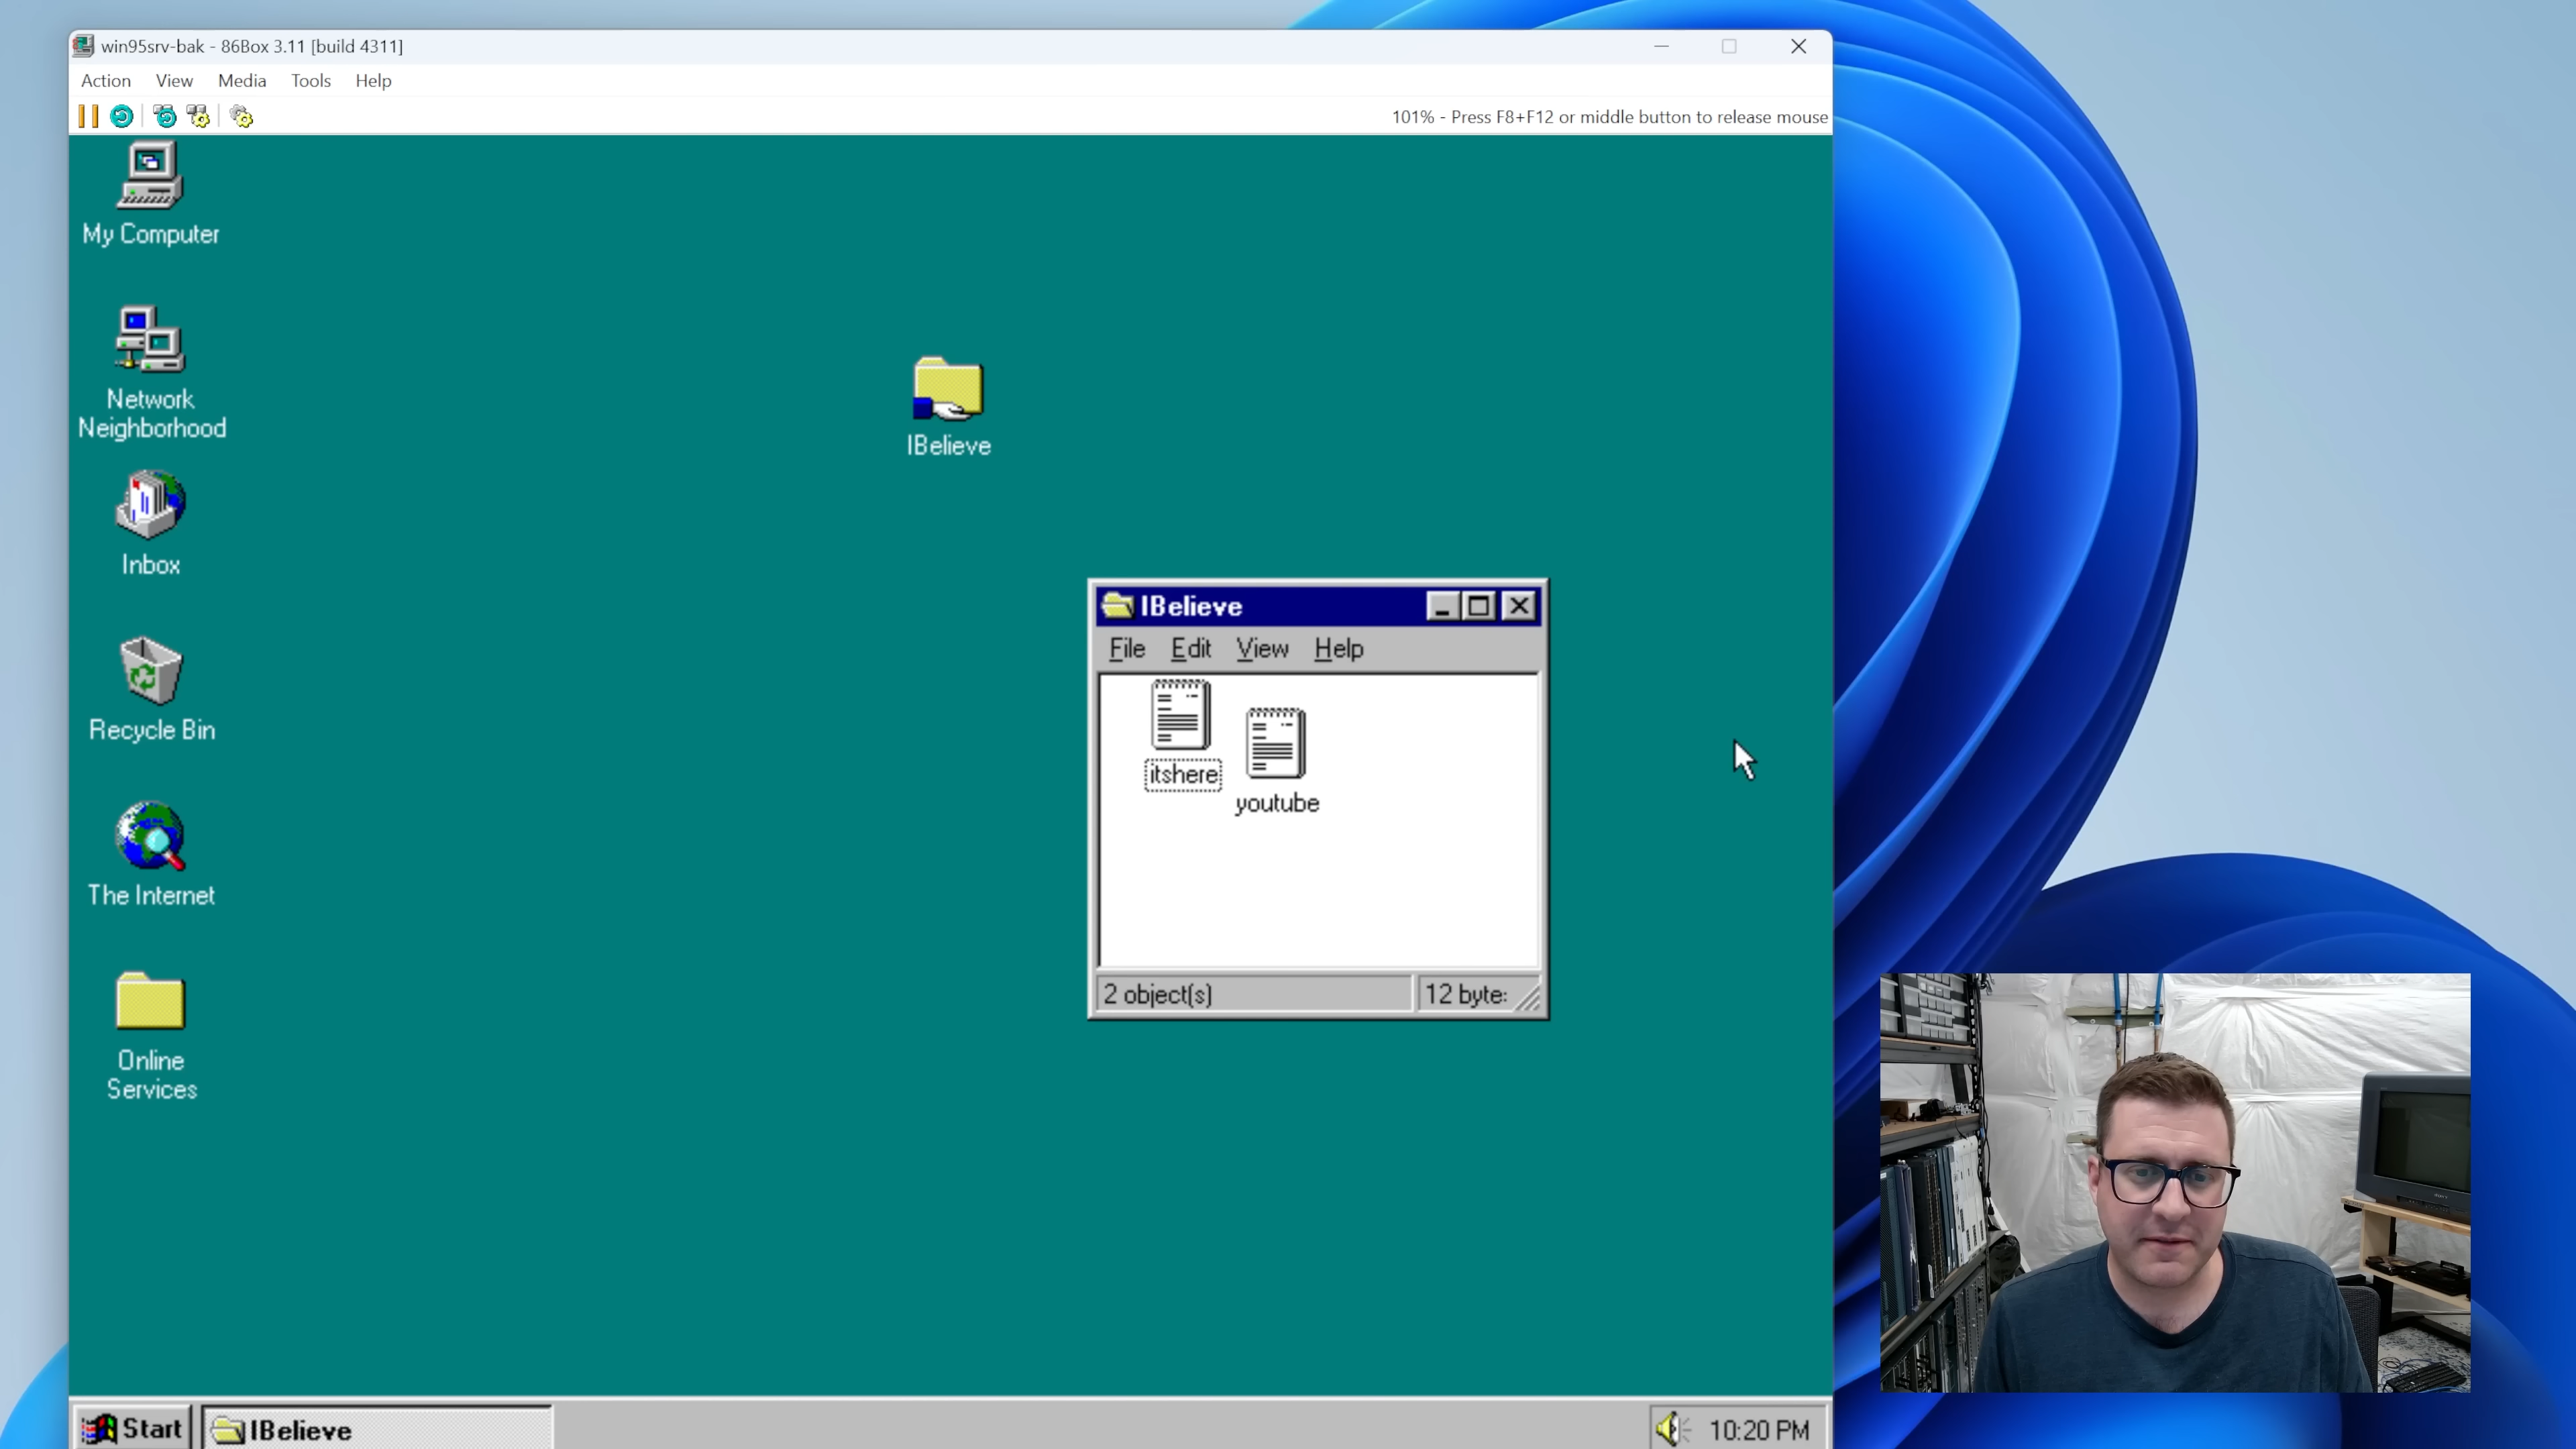 win95srv-bak - 86Box 3.11 [build 4311]
Action View Media Tools Help
101% - Press F8+F12 or middle button to release mouse
My Computer
Network
Neighborhood
Inbox
Recycle Bin
The Internet
Online
Services
IBelieve
IBelieve
File Edit View Help
itshere
youtube
2 object(s)
12 byte:
Start
IBelieve
10:20 PM